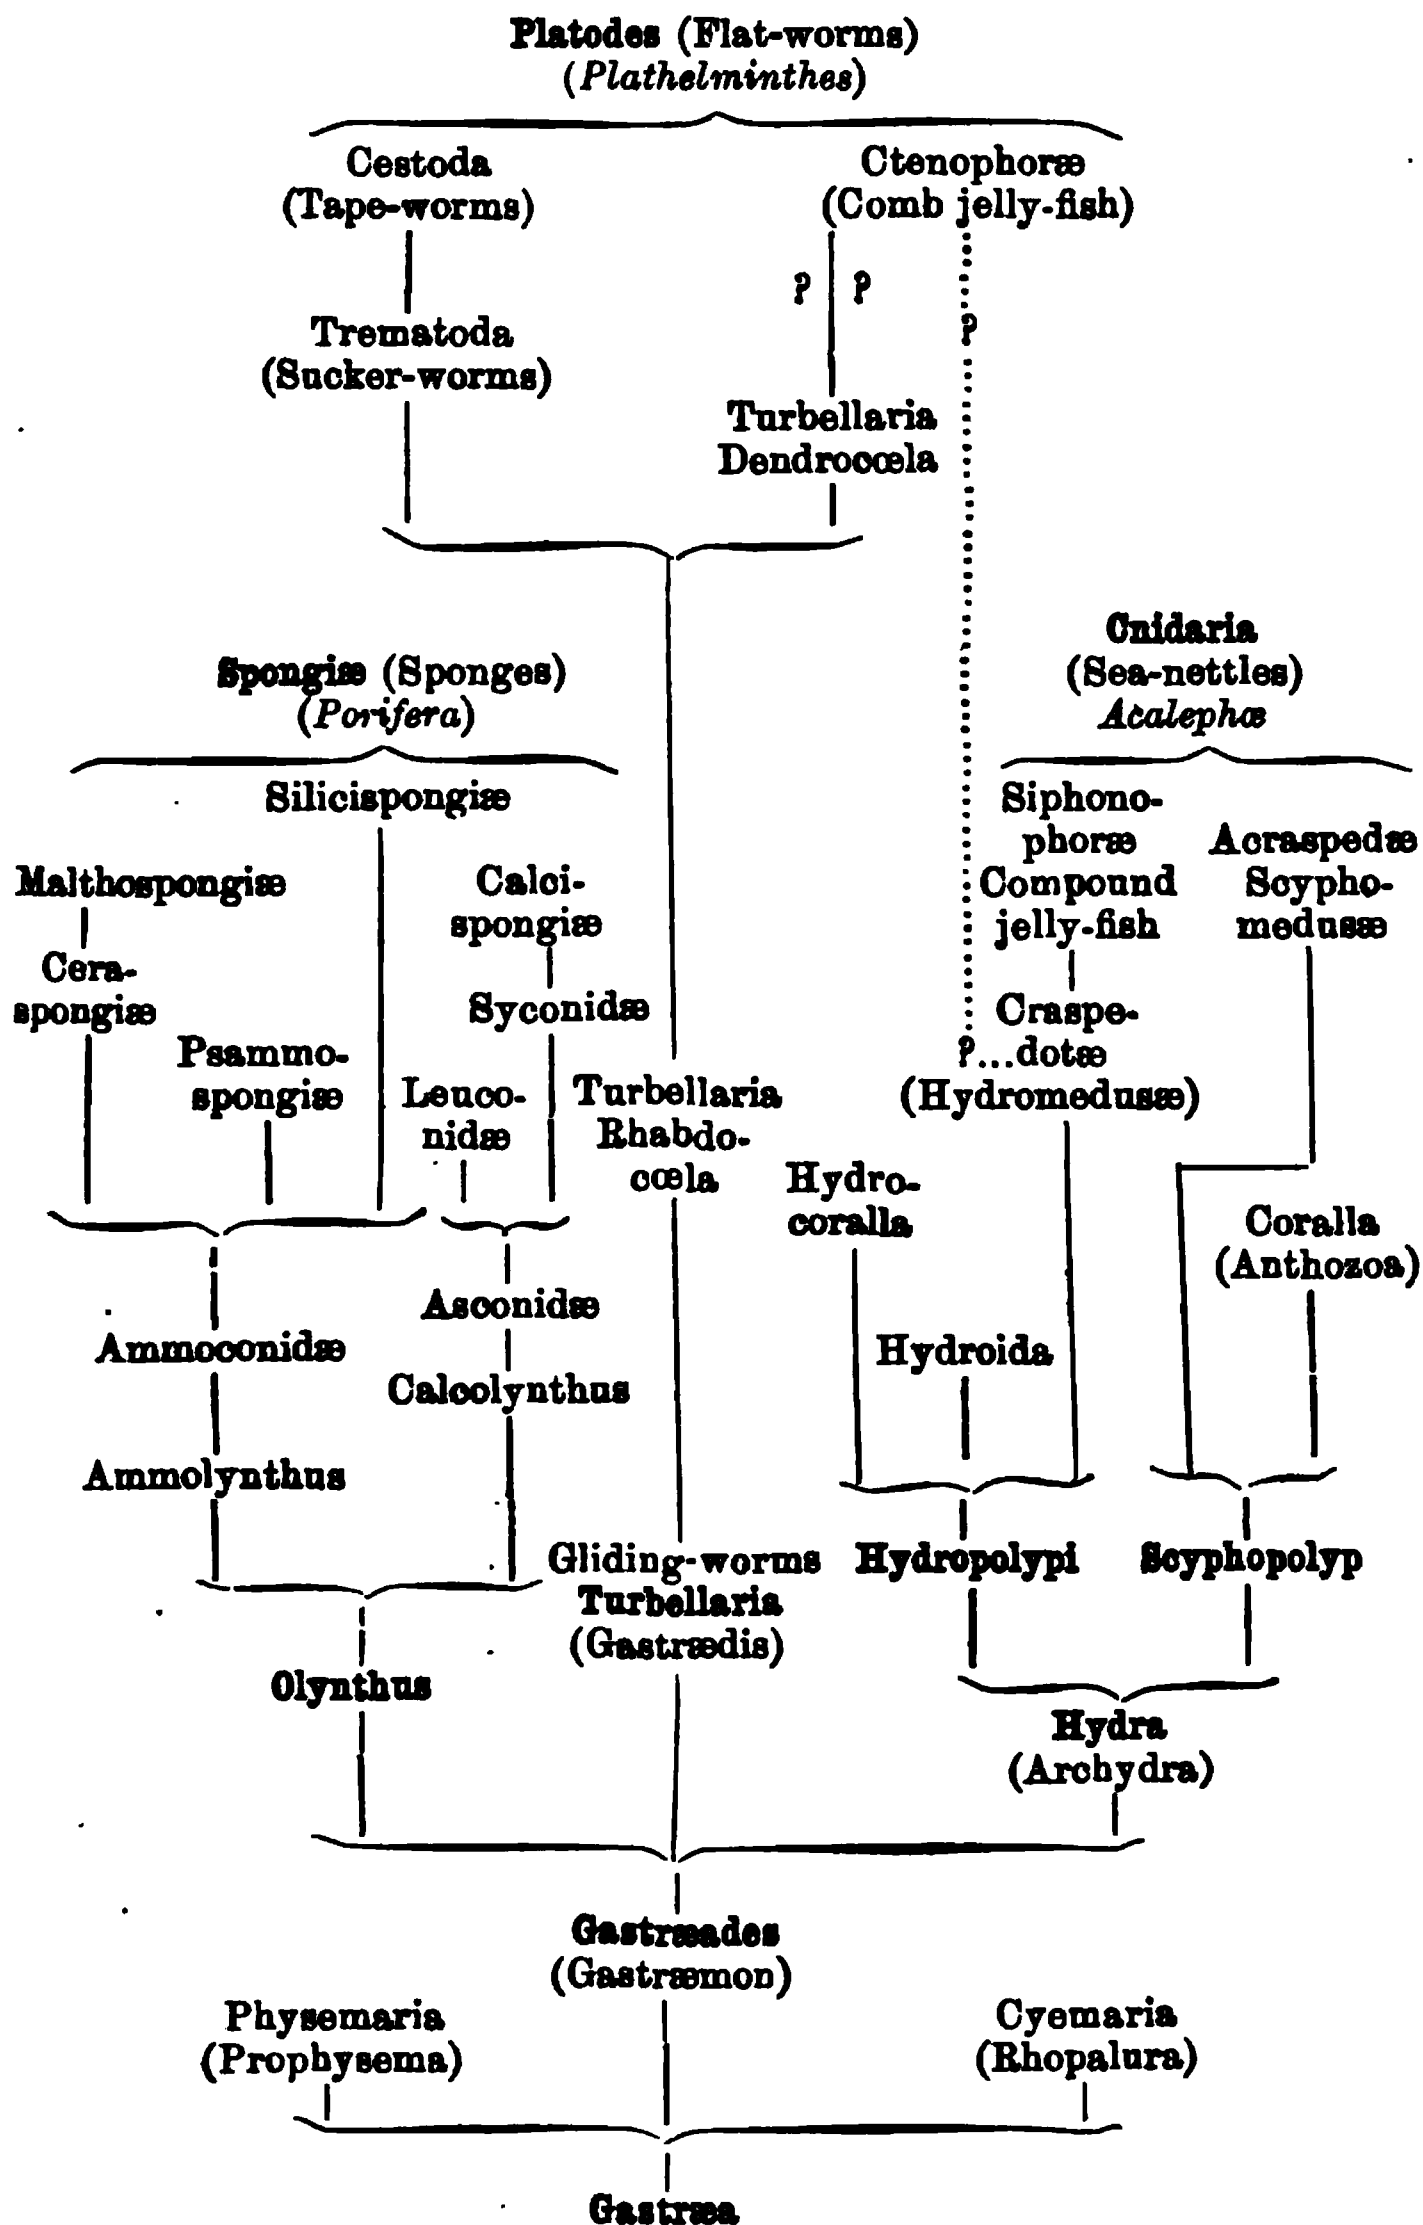 Platodes (Flat-worms)
(Plathelminthes)
Cestoda
(Tape-worms)
Ctenophoræ
(Comb jelly-fish)
? ?
?
Trematoda
(Sucker-worms)
Turbellaria
Dendrocœla
Cnidaria
(Sea-nettles)
Acalephæ
Spongiæ (Sponges)
(Porifera)
Silicispongiæ
Malthospongiæ
Cera-
spongiæ
Psammo-
spongiæ
Calci-
spongiæ
Syconidæ
Leuco-
nidæ
Turbellaria
Rhabdo-
cœla
Siphono-
phoræ
Compound
jelly-fish
Craspe-
?...dotæ
(Hydromedusæ)
Acraspedæ
Scypho-
medusæ
Hydro-
coralla
Coralla
(Anthozoa)
Asconidæ
Ammoconidæ
Hydroida
Calcolynthus
Ammolynthus
Gliding-worms
Turbellaria
(Gastrædis)
Hydropolypi
Scyphopolyp
Olynthus
Hydra
(Archydra)
Gastræades
(Gastræmon)
Physemaria
(Prophysema)
Cyemaria
(Rhopalura)
Gastræa